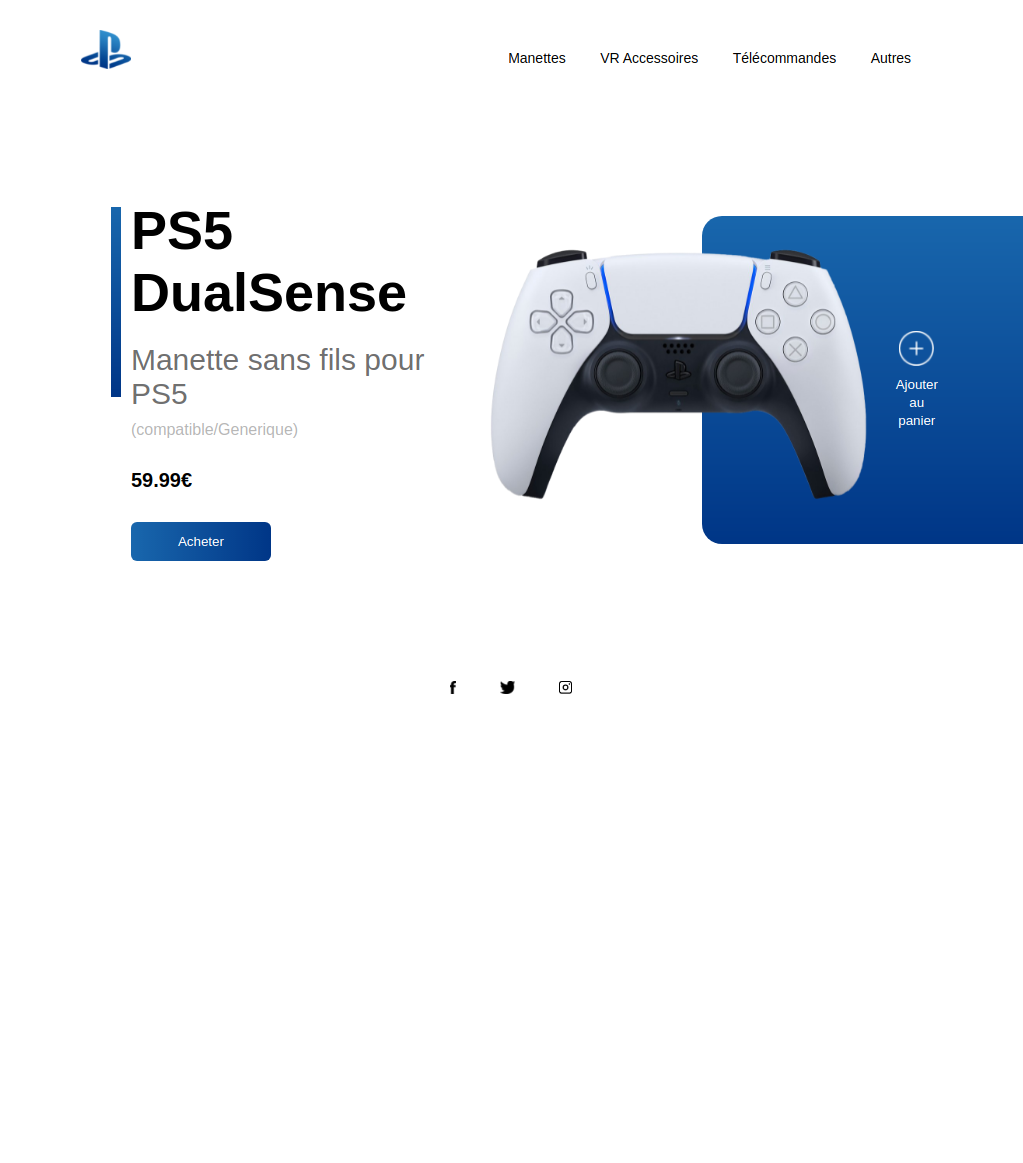 Manettes VR Accessoires Télécommandes Autres
PS5
DualSense
Manette sans fils pour
PS5
(compatible/Generique)
59.99€
Acheter
Ajouter
au
panier